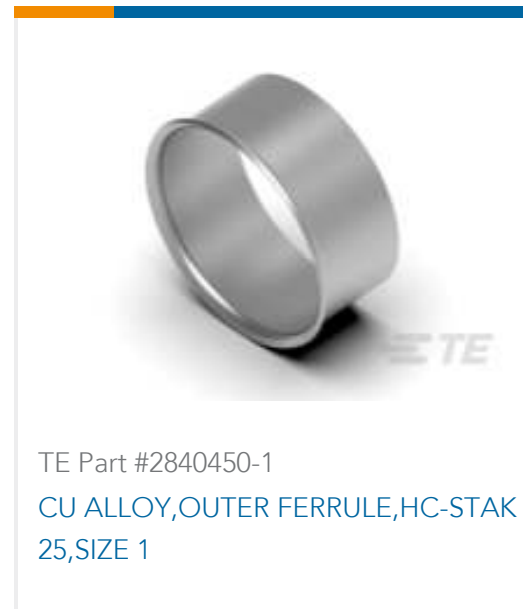 TE
TE Part #2840450-1
CU ALLOY,OUTER FERRULE,HC-STAK
25,SIZE 1